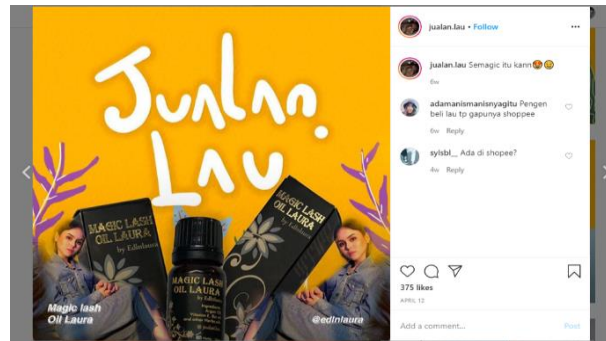 Jualan.
Lau
MAGIC LASH
OIL LAURA
by Edinlaura
MAGIC LASH
OIL LAURA
by Edinlaura
MAGIC LASH
OIL LAURA
by Edinlaura
Magic lash
Oil Laura
@edinlaura
jualan.lau • Follow
jualan.lau Semagic itu kann
6w
adamanismanisnyagitu Pengen
beli lau tp gapunya shoppee
6w Reply
sylsbl__ Ada di shopee?
4w Reply
375 likes
APRIL 12
Add a comment...
Post